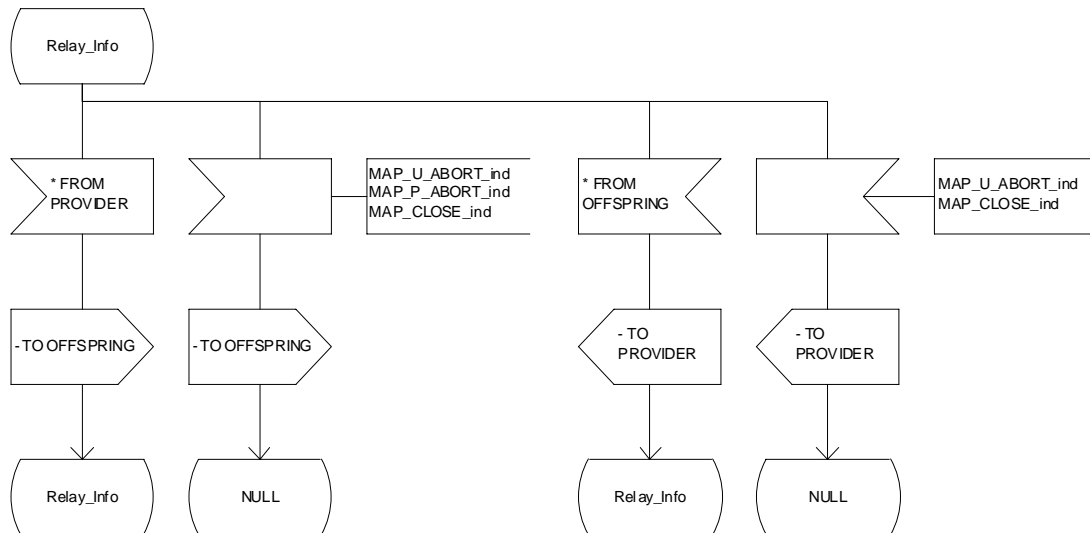 Relay_Info
* FROM
PROVIDER
MAP_U_ABORT_ind
MAP_P_ABORT_ind
MAP_CLOSE_ind
* FROM
OFFSPRING
MAP_U_ABORT_ind
MAP_CLOSE_ind
- TO OFFSPRING
- TO OFFSPRING
- TO
PROVIDER
- TO
PROVIDER
Relay_Info
NULL
Relay_Info
NULL